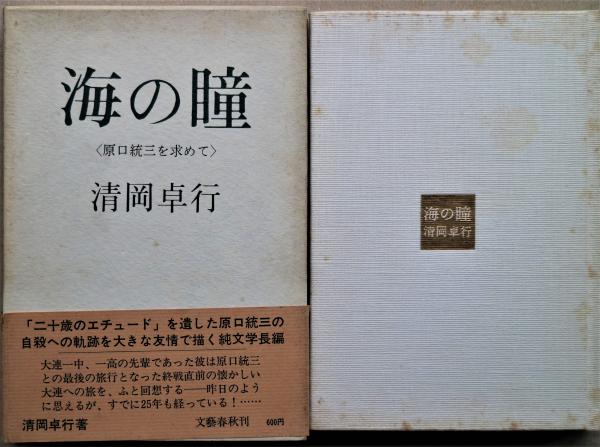 海の瞳
〈原口統三を求めて〉
清岡卓行
「二十歳のエチュード」を遺した原口統三の
自殺への軌跡を大きな友情で描く純文学長編
大連一中、一高の先輩であった彼は原口統三
との最後の旅行となった終戦直前の懐かしい
大連への旅を、ふと回想する——昨日のよう
に思えるが、すでに25年も経っている!……
清岡卓行著 文藝春秋刊 600円
海の瞳
清岡卓行